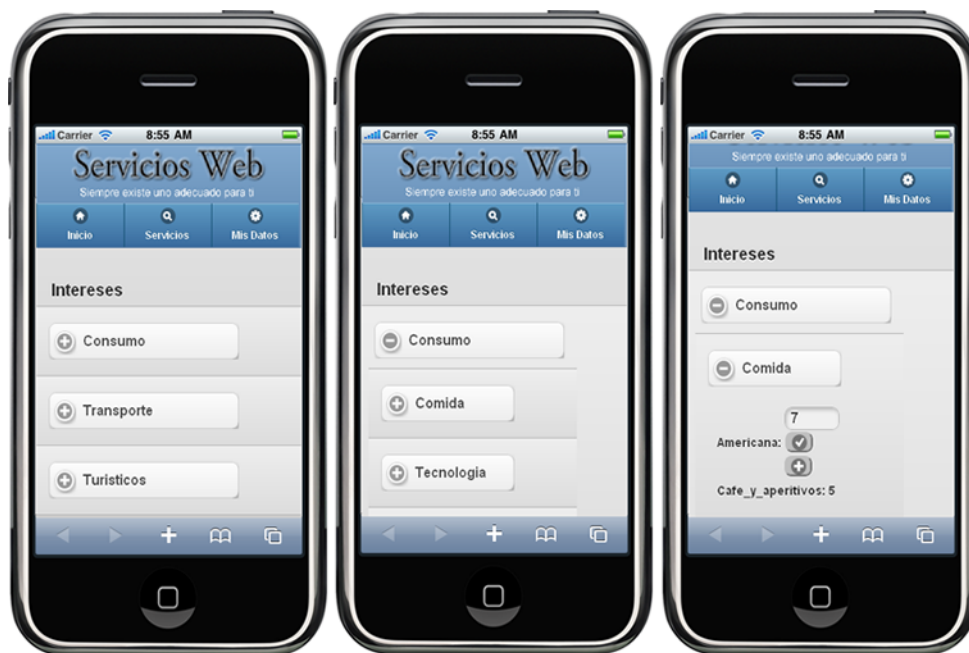 Carrier 8:55 AM
Servicios Web
Siempre existe uno adecuado para ti
Inicio Servicios Mis Datos
Intereses
Consumo
Transporte
Turisticos
Carrier 8:55 AM
Servicios Web
Siempre existe uno adecuado para ti
Inicio Servicios Mis Datos
Intereses
Consumo
Comida
Tecnologia
Carrier 8:55 AM
Siempre existe uno adecuado para ti
Inicio Servicios Mis Datos
Intereses
Consumo
Comida
7
Americana:
Cafe_y_aperitivos: 5